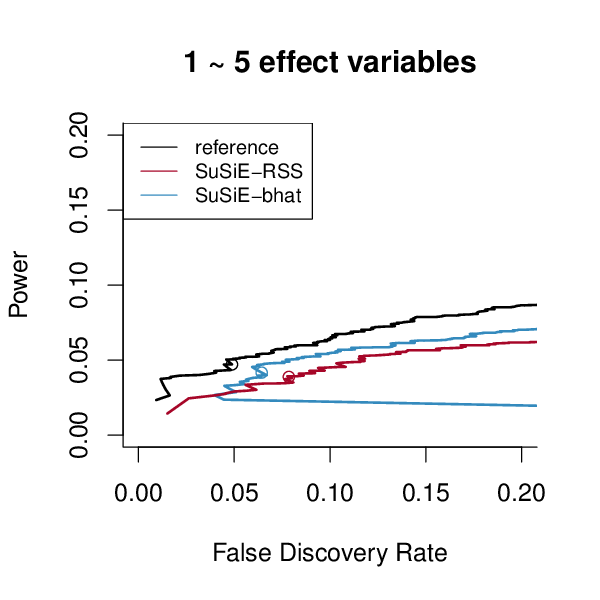 1 ~ 5 effect variables
reference
SuSiE−RSS
SuSiE−bhat
Power
0.20
0.15
0.10
0.05
0.00
0.00 0.05 0.10 0.15 0.20
False Discovery Rate